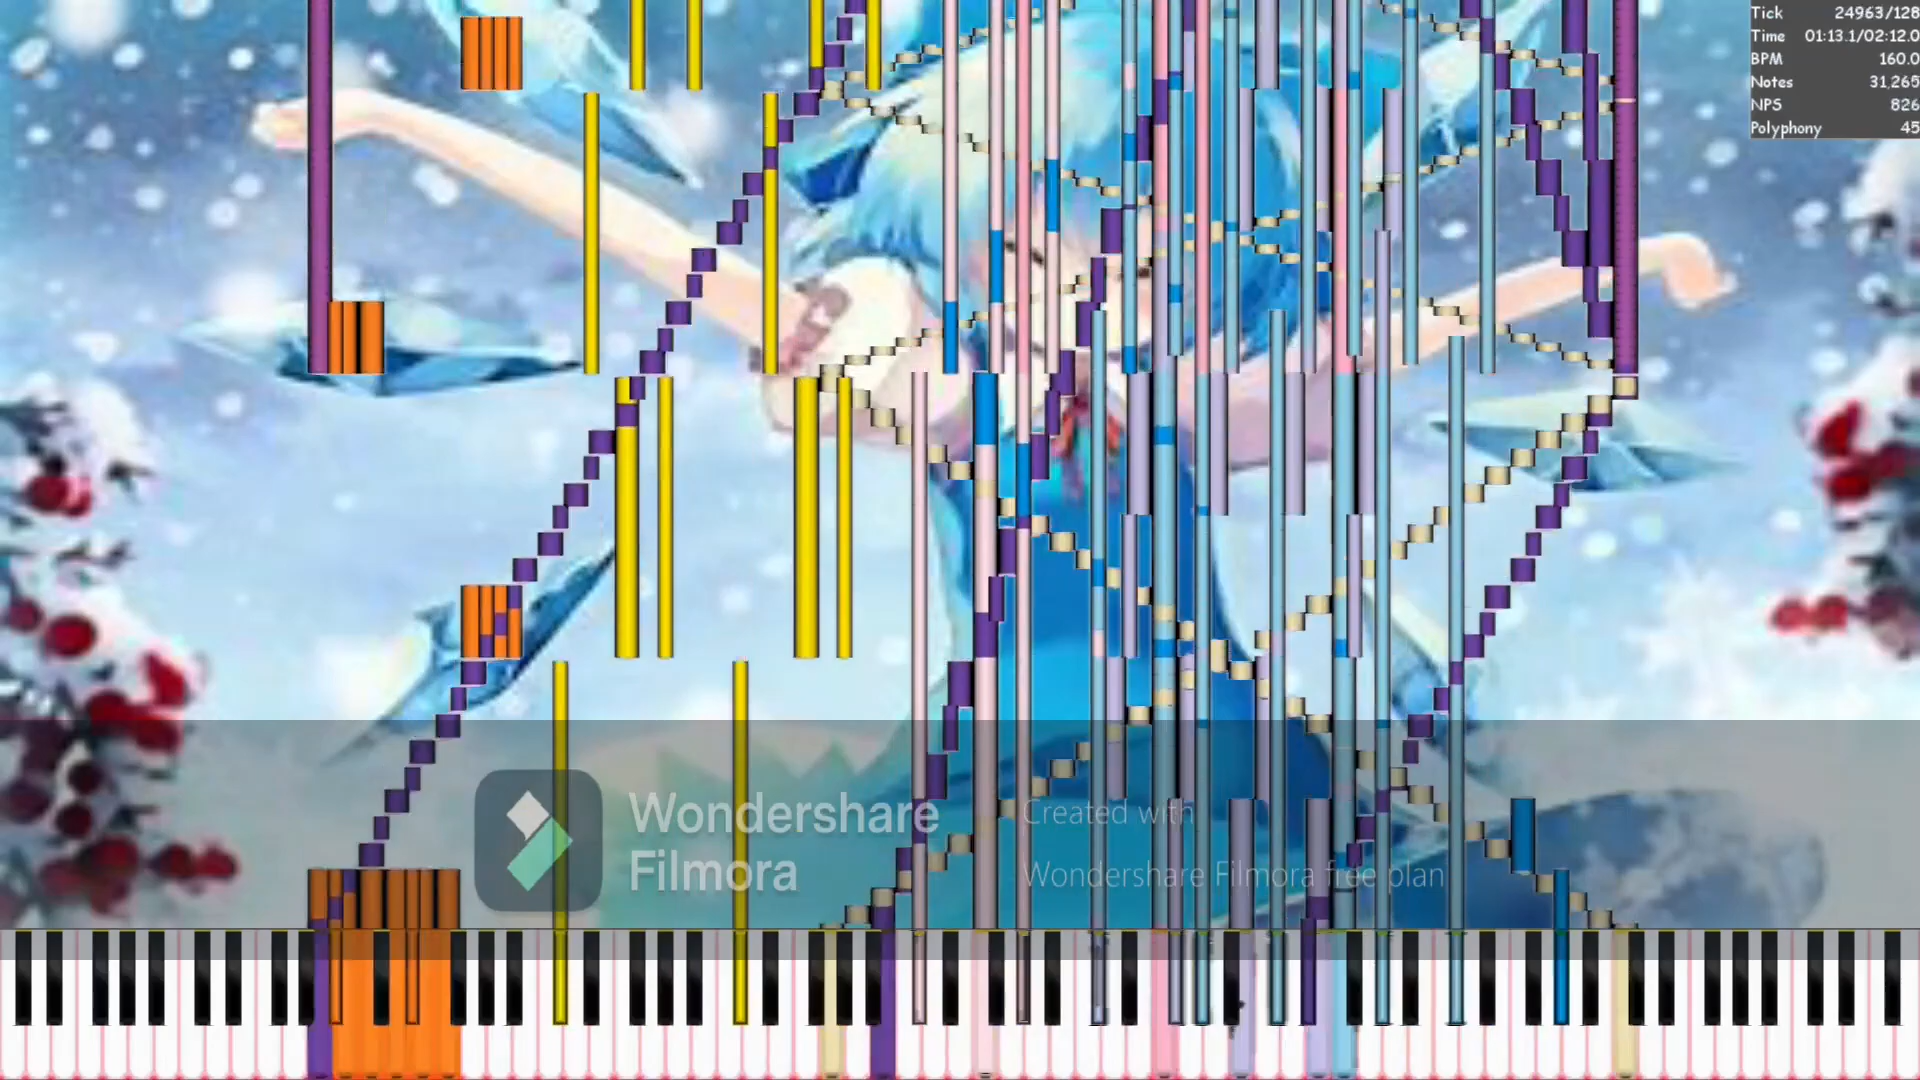 Tick 24963/128
Time 01:13.1/02:12.0
BPM 160.0
Notes 31,265
NPS 826
Polyphony 45
Wondershare
Filmora
Created with
Wondershare Filmora free plan